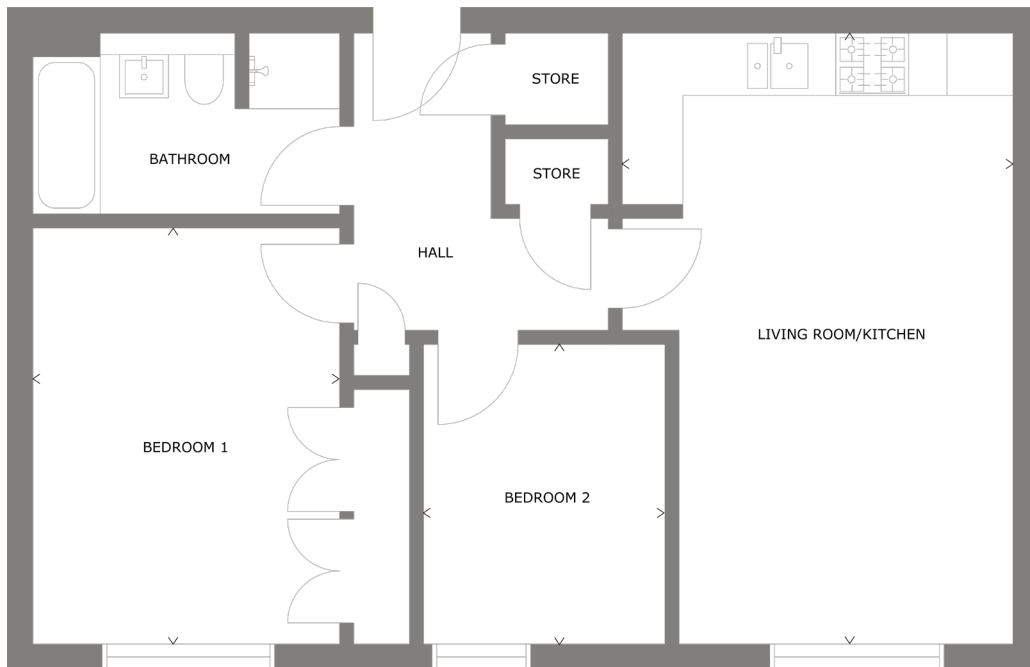 STORE
BATHROOM
STORE
HALL
LIVING ROOM/KITCHEN
BEDROOM 1
BEDROOM 2